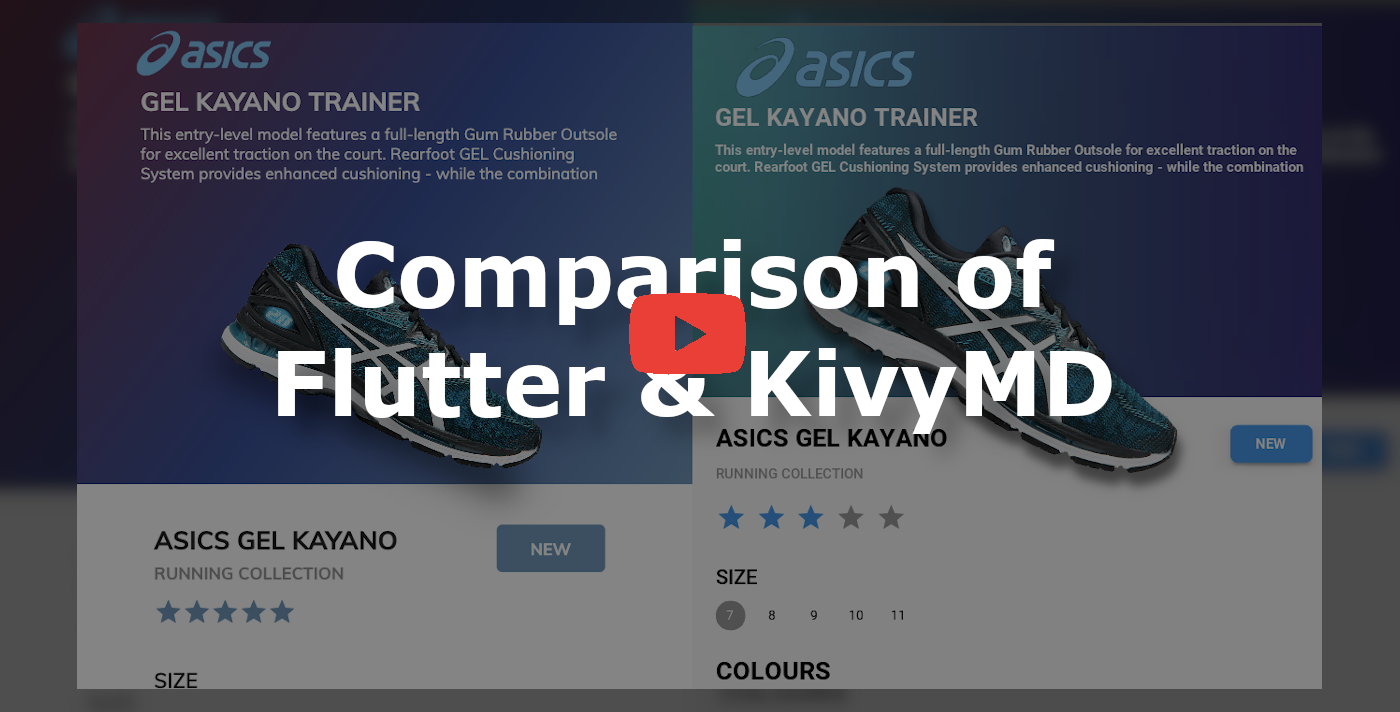 asics
GEL KAYANO TRAINER
This entry-level model features a full-length Gum Rubber Outsole
for excellent traction on the court. Rearfoot GEL Cushioning
System provides enhanced cushioning - while the combination
20
ASICS GEL KAYANO
NEW
RUNNING COLLECTION
SIZE
asics
GEL KAYANO TRAINER
This entry-level model features a full-length Gum Rubber Outsole for excellent traction on the
court. Rearfoot GEL Cushioning System provides enhanced cushioning - while the combination
Comparison of
Flutter & KivyMD
ASICS GEL KAYANO
NEW
RUNNING COLLECTION
SIZE
7 8 9 10 11
COLOURS